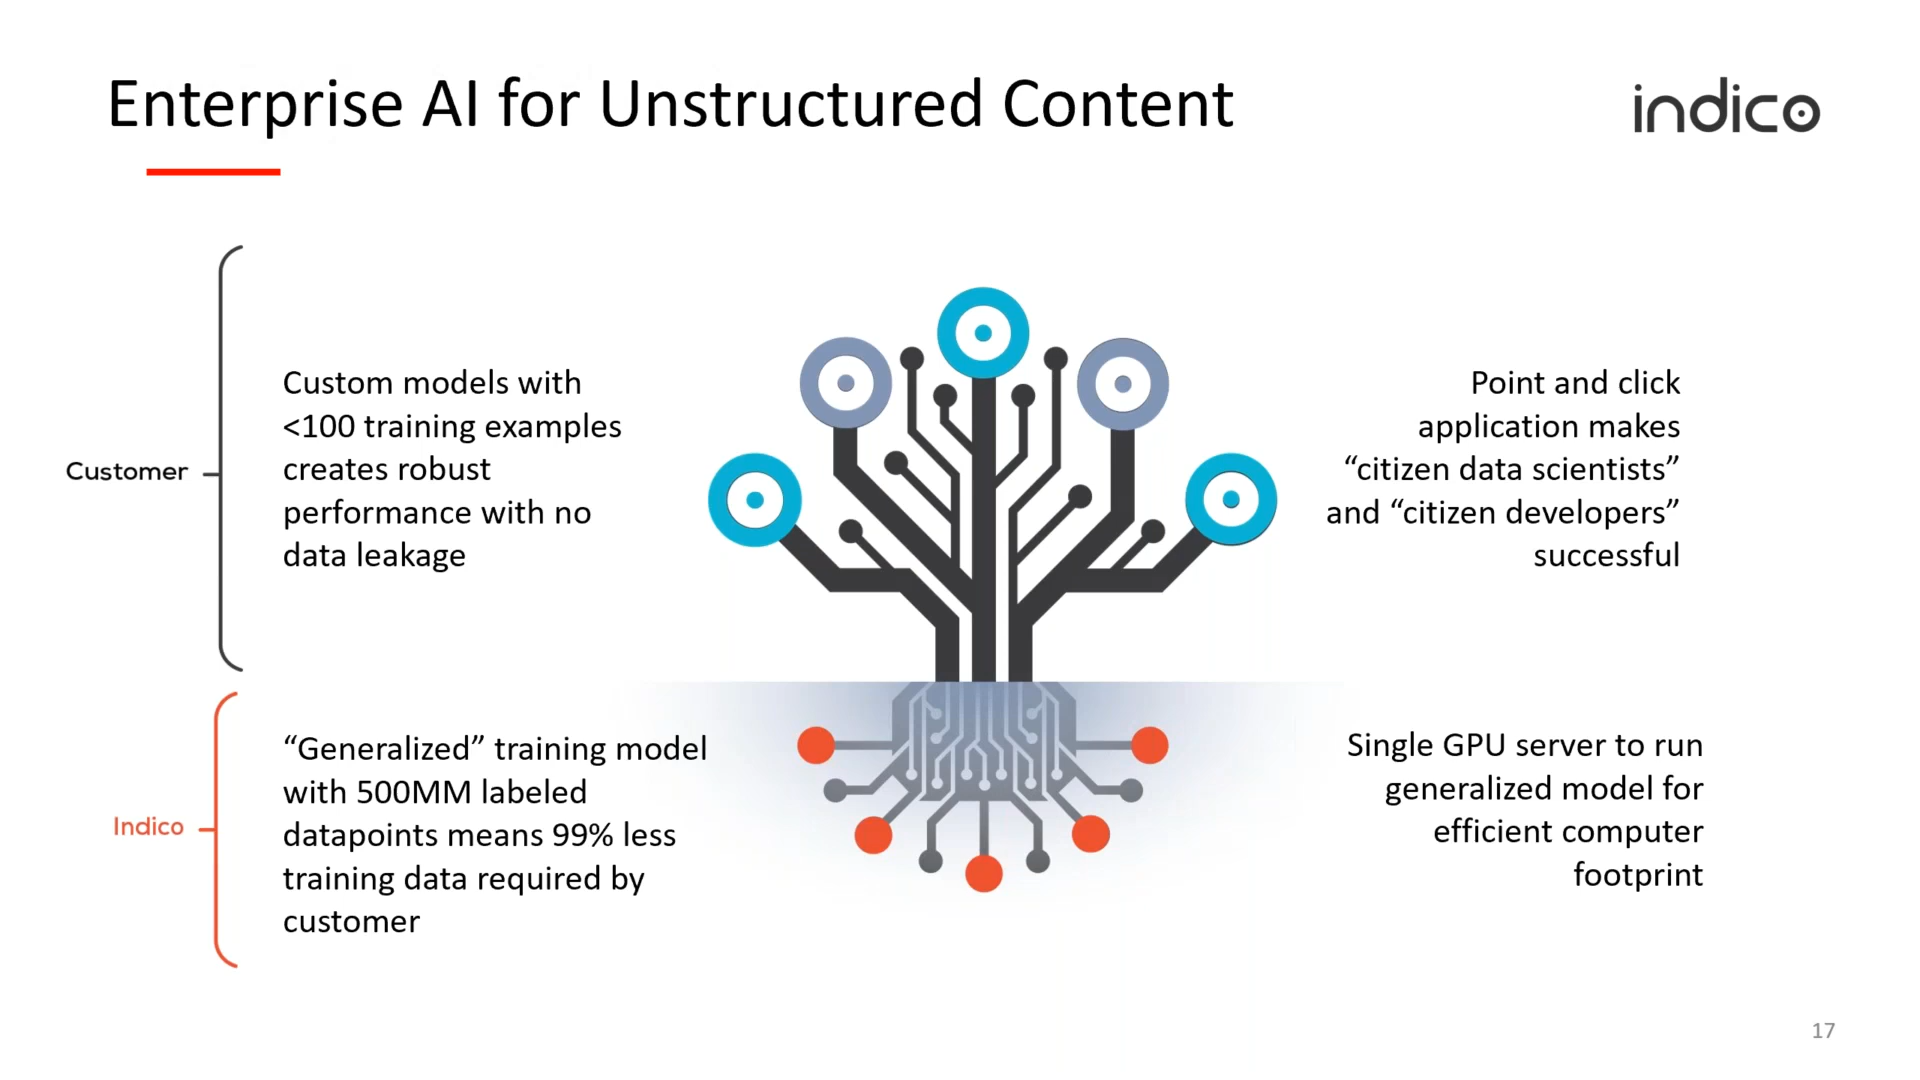 Enterprise AI for Unstructured Content
indico
Customer
Custom models with
<100 training examples
creates robust
performance with no
data leakage
Point and click
application makes
“citizen data scientists”
and “citizen developers”
successful
Indico
“Generalized” training model
with 500MM labeled
datapoints means 99% less
training data required by
customer
Single GPU server to run
generalized model for
efficient computer
footprint
17